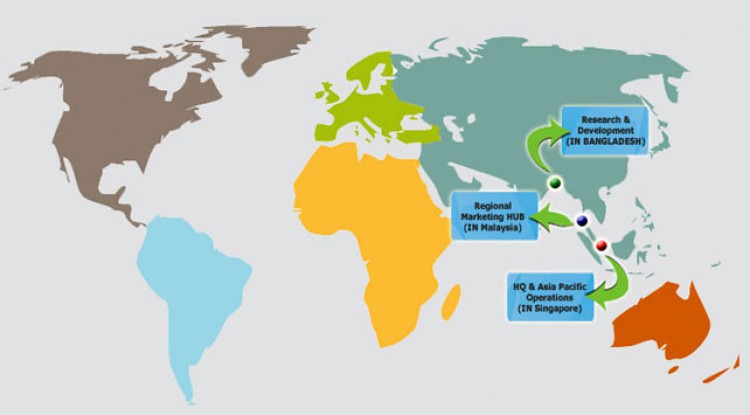 Research &
Development
(IN BANGLADESH)
Regional
Marketing HUB
(IN Malaysia)
HQ & Asia Pacific
Operations
(IN Singapore)